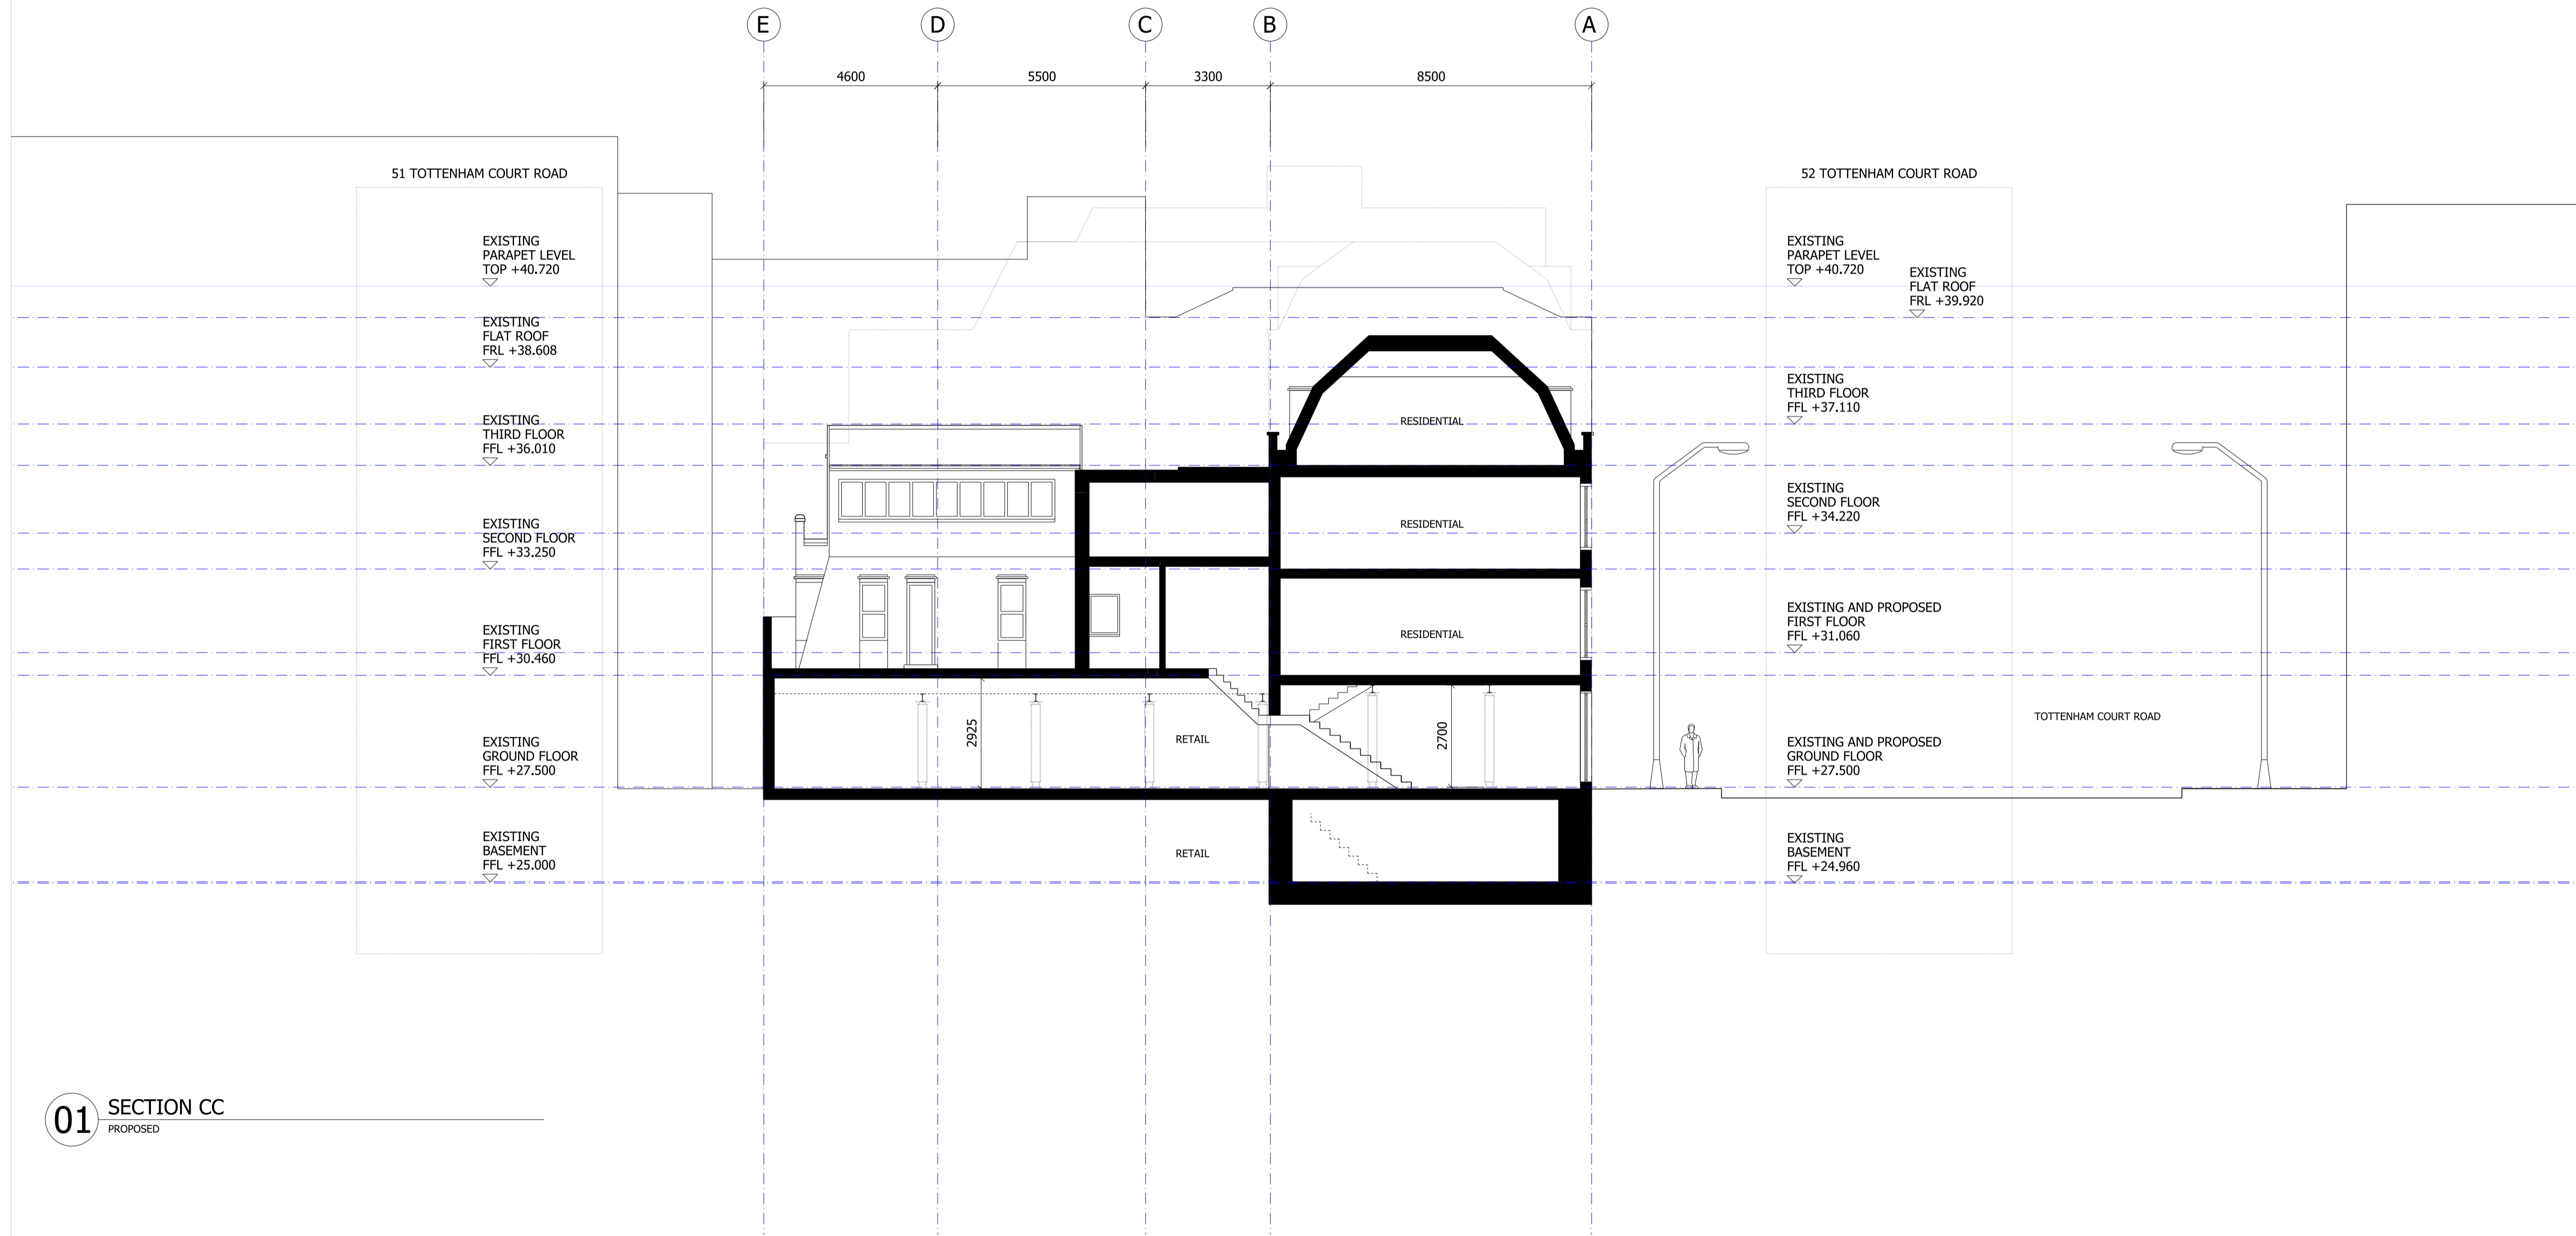 E
D
C
B
A
4600
5500
3300
8500
51 TOTTENHAM COURT ROAD
EXISTING
PARAPET LEVEL
TOP +40.720
EXISTING
FLAT ROOF
FRL +38.608
EXISTING
THIRD FLOOR
FFL +36.010
EXISTING
SECOND FLOOR
FFL +33.250
EXISTING
FIRST FLOOR
FFL +30.460
EXISTING
GROUND FLOOR
FFL +27.500
EXISTING
BASEMENT
FFL +25.000
RESIDENTIAL
RESIDENTIAL
RESIDENTIAL
2925
RETAIL
2700
RETAIL
52 TOTTENHAM COURT ROAD
EXISTING
PARAPET LEVEL
TOP +40.720
EXISTING
FLAT ROOF
FRL +39.920
EXISTING
THIRD FLOOR
FFL +37.110
EXISTING
SECOND FLOOR
FFL +34.220
EXISTING AND PROPOSED
FIRST FLOOR
FFL +31.060
TOTTENHAM COURT ROAD
EXISTING AND PROPOSED
GROUND FLOOR
FFL +27.500
EXISTING
BASEMENT
FFL +24.960
01
SECTION CC
PROPOSED